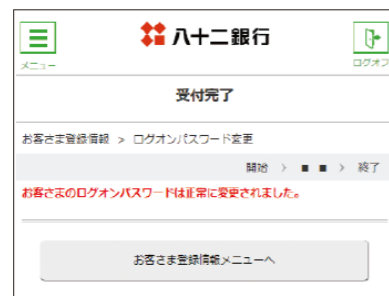 八十二銀行
メニュー
ログオフ
受付完了
お客さま登録情報 > ログオンパスワード変更
開始 > ■ ■ > 終了
お客さまのログオンパスワードは正常に変更されました。
お客さま登録情報メニューへ